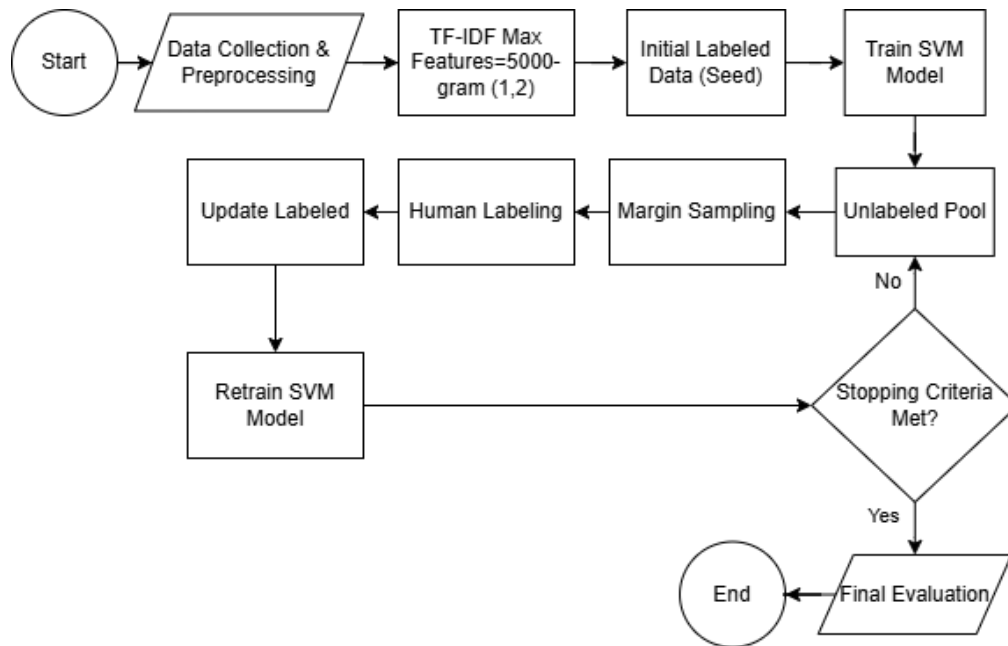 Start
Data Collection &
Preprocessing
TF-IDF Max
Features=5000-
gram (1,2)
Initial Labeled
Data (Seed)
Train SVM
Model
Unlabeled Pool
Margin Sampling
Human Labeling
Update Labeled
Retrain SVM
Model
Stopping Criteria
Met?
No
Yes
Final Evaluation
End